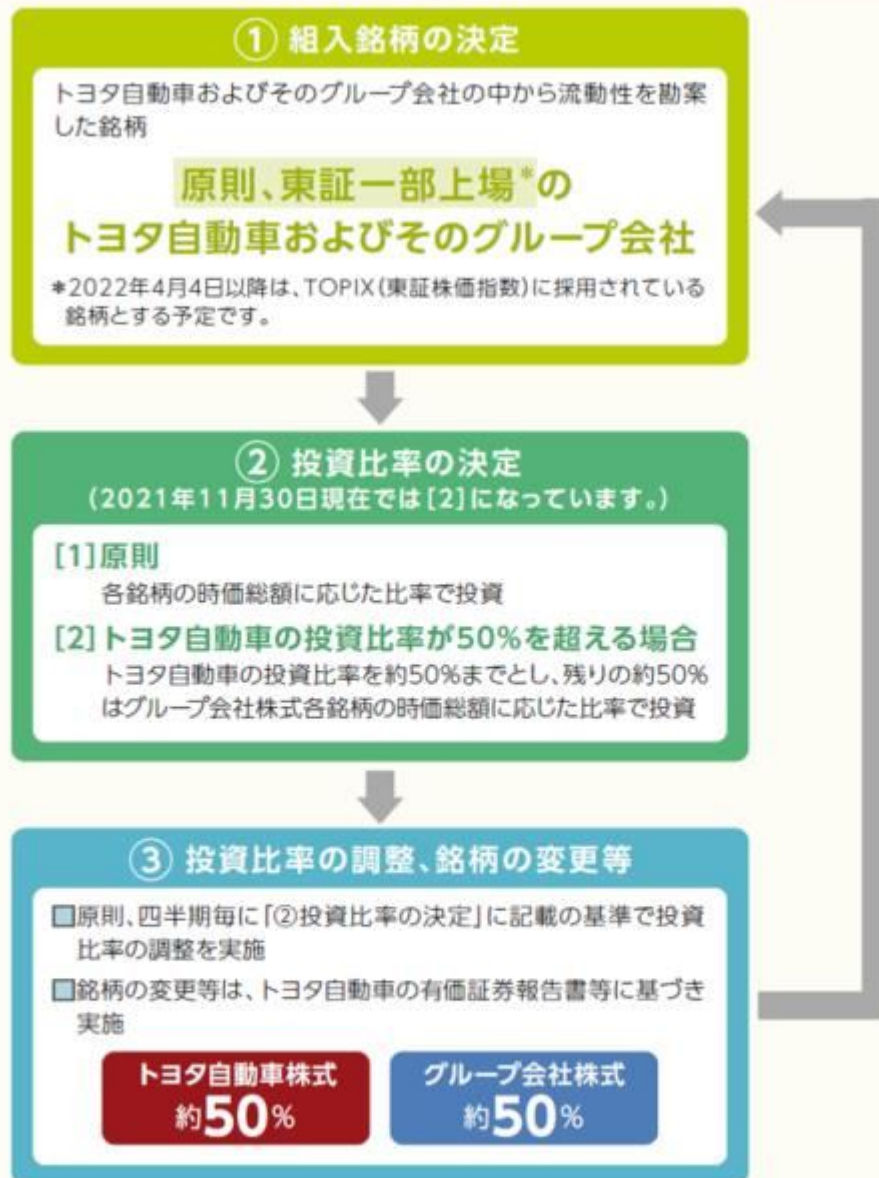 ① 組入銘柄の決定
トヨタ自動車およびそのグループ会社の中から流動性を勘案
した銘柄
原則、東証一部上場*の
トヨタ自動車およびそのグループ会社
*2022年4月4日以降は、TOPIX(東証株価指数)に採用されている
銘柄とする予定です。
② 投資比率の決定
(2021年11月30日現在では[2]になっています。)
[1]原則
各銘柄の時価総額に応じた比率で投資
[2]トヨタ自動車の投資比率が50%を超える場合
トヨタ自動車の投資比率を約50%までとし、残りの約50%
はグループ会社株式各銘柄の時価総額に応じた比率で投資
③ 投資比率の調整、銘柄の変更等
□原則、四半期毎に「②投資比率の決定」に記載の基準で投資
比率の調整を実施
□銘柄の変更等は、トヨタ自動車の有価証券報告書等に基づき
実施
トヨタ自動車株式
約50%
グループ会社株式
約50%